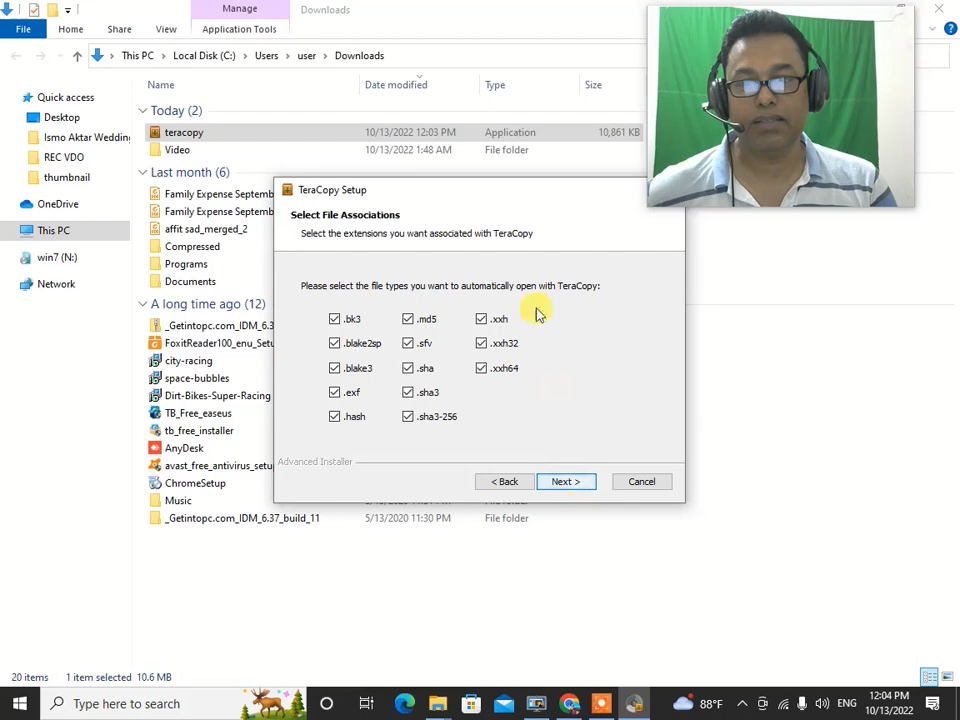 Manage
Downloads
File
Home
Share
View
Application Tools
This PC
Local Disk (C:)
Users
user
Downloads
Name
Date modified
Type
Size
Quick access
Desktop
Ismo Aktar Wedding
REC VDO
thumbnail
OneDrive
This PC
win7 (N:)
Network
Today (2)
teracopy
10/13/2022 12:03 PM
Application
10,861 KB
Video
10/13/2022 1:48 AM
File folder
Last month (6)
Family Expense Septemb
Family Expense Septemb
affit sad_merged_2
Compressed
Programs
Documents
A long time ago (12)
_Getintopc.com_IDM_6.3
FoxitReader100_enu_Setu
city-racing
space-bubbles
Dirt-Bikes-Super-Racing
TB_Free_easeus
tb_free_installer
AnyDesk
avast_free_antivirus_setu
ChromeSetup
Music
File folder
_Getintopc.com_IDM_6.37_build_11
5/13/2020 11:30 PM
File folder
TeraCopy Setup
Select File Associations
Select the extensions you want associated with TeraCopy
Please select the file types you want to automatically open with TeraCopy:
.bk3
.md5
.xxh
.blake2sp
.sfv
.xxh32
.blake3
.sha
.xxh64
.exf
.sha3
.hash
.sha3-256
Advanced Installer
< Back
Next >
Cancel
20 items
1 item selected 10.6 MB
Type here to search
88°F
ENG
12:04 PM
10/13/2022